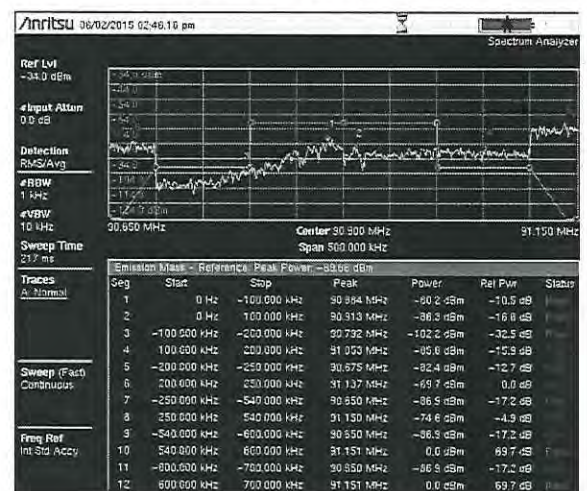 Anritsu 06/02/2015 02:46:16 pm
Spectrum Analyzer
Ref Lvl
-34.0 dBm
#Input Atten
0.0 dB
Detection
RMS/Avg
#RBW
1 kHz
#VBW
10 kHz
Sweep Time
217 ms
Traces
A: Normal
Sweep (Fast)
Continuous
Freq Ref
Int Std Accy
-34.0 dBm
1
2
-124.0 dBm
90.650 MHz
Center 90.900 MHz
91.150 MHz
Span 500.000 kHz
Emission Mask - Reference: Peak Power:
Seg Start Stop Peak Power Rel Pwr Status
1 0 Hz -100.000 kHz 90.884 MHz -80.2 dBm -10.5 dB
2 0 Hz 100.000 kHz 90.913 MHz -86.3 dBm -16.6 dB
3 -100.000 kHz -200.000 kHz 90.732 MHz -102.2 dBm -32.5 dB
4 100.000 kHz 200.000 kHz 91.053 MHz -85.6 dBm -15.9 dB
5 -200.000 kHz -250.000 kHz 90.675 MHz -82.4 dBm -12.7 dB
6 200.000 kHz 250.000 kHz 91.137 MHz -69.7 dBm 0.0 dB
7 -250.000 kHz -540.000 kHz 90.650 MHz -86.9 dBm -17.2 dB
8 250.000 kHz 540.000 kHz 91.150 MHz -74.6 dBm -4.9 dB
9 -540.000 kHz -600.000 kHz 90.650 MHz -86.9 dBm -17.2 dB
10 540.000 kHz 600.000 kHz 91.151 MHz 0.0 dBm 69.7 dB
11 -600.000 kHz -700.000 kHz 90.650 MHz -86.9 dBm -17.2 dB
12 600.000 kHz 700.000 kHz 91.151 MHz 0.0 dBm 69.7 dB